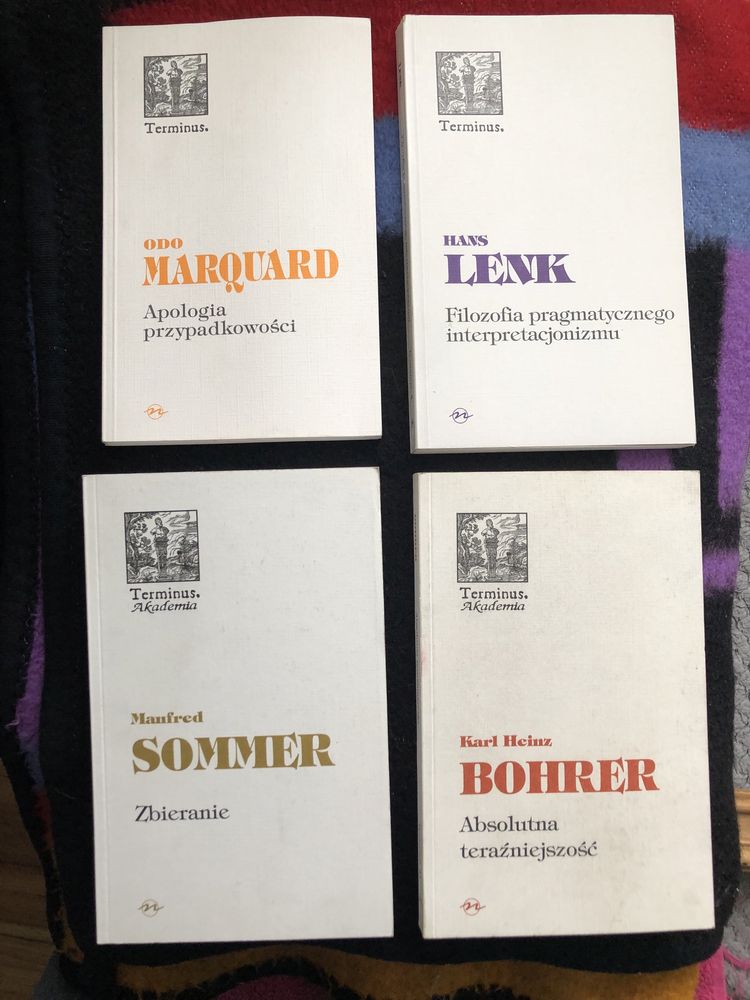 Terminus.
ODO
MARQUARD
Apologia
przypadkowości
Terminus.
HANS
LENK
Filozofia pragmatycznego
interpretacjonizmu
Terminus.
Akademia
Manfred
SOMMER
Zbieranie
Terminus.
Akademia
Karl Heinz
BOHRER
Absolutna
teraźniejszość